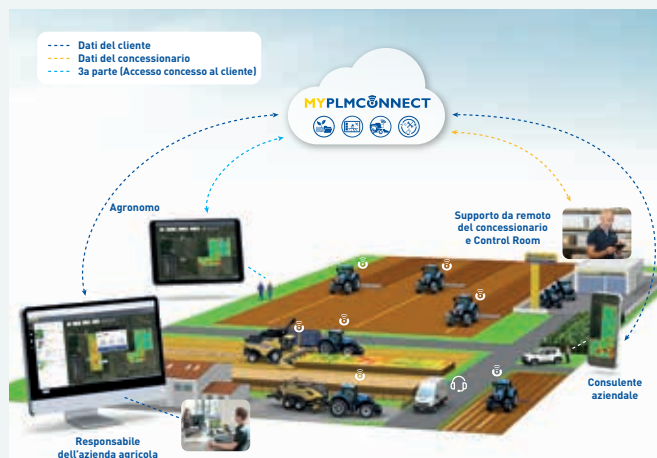 Dati del cliente
Dati del concessionario
3a parte (Accesso concesso al cliente)
MYPLMCONNECT
Agronomo
Supporto da remoto
del concessionario
e Control Room
Consulente
aziendale
Responsabile
dell'azienda agricola